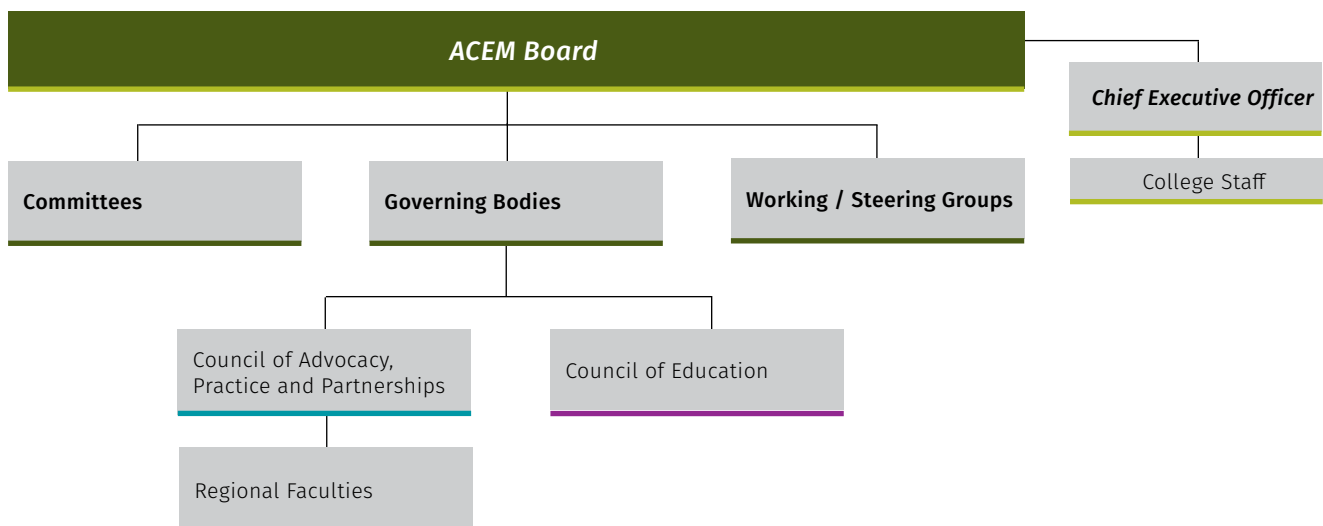 ACEM Board
Chief Executive Officer
College Staff
Committees
Governing Bodies
Working / Steering Groups
Council of Advocacy,
Practice and Partnerships
Council of Education
Regional Faculties